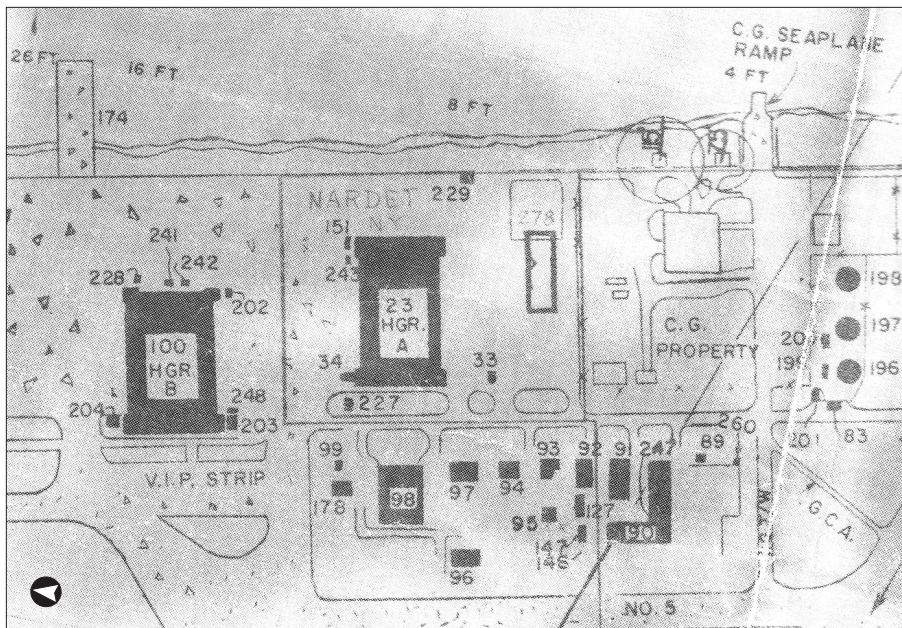 C.G. SEAPLANE
RAMP
26 FT
16 FT
4 FT
8 FT
174
NARDET
NY
229
278
151
241
242
243
228
202
198
23
HGR.
A
197
100
HGR
B
C.G.
PROPERTY
34
33
196
248
204
203
227
201
83
260
99
93
92
91
247
89
V.I.P. STRIP
178
98
97
94
127
95
190
G.C.A.
147
146
96
NO. 5